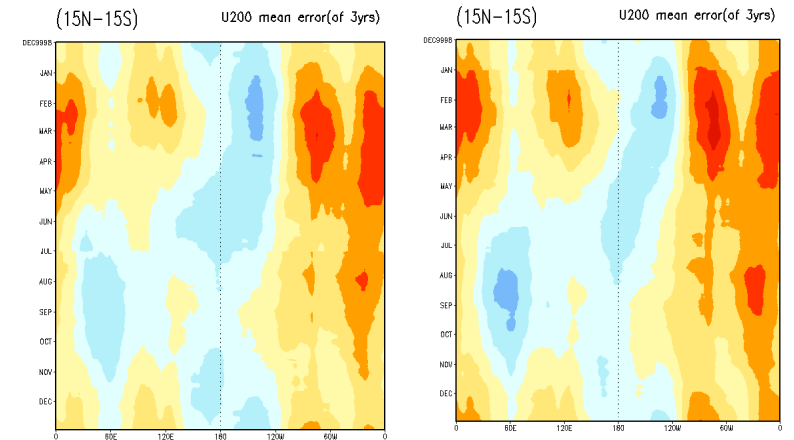 (15N-15S) U200 mean error(of 3yrs)
DEC9998
JAN
FEB
MAR
APR
MAY
JUN
JUL
AUG
SEP
OCT
NOV
DEC
0 60E 120E 180 120W 60W 0
(15N-15S) U200 mean error(of 3yrs)
DEC9998
JAN
FEB
MAR
APR
MAY
JUN
JUL
AUG
SEP
OCT
NOV
DEC
0 60E 120E 180 120W 60W 0